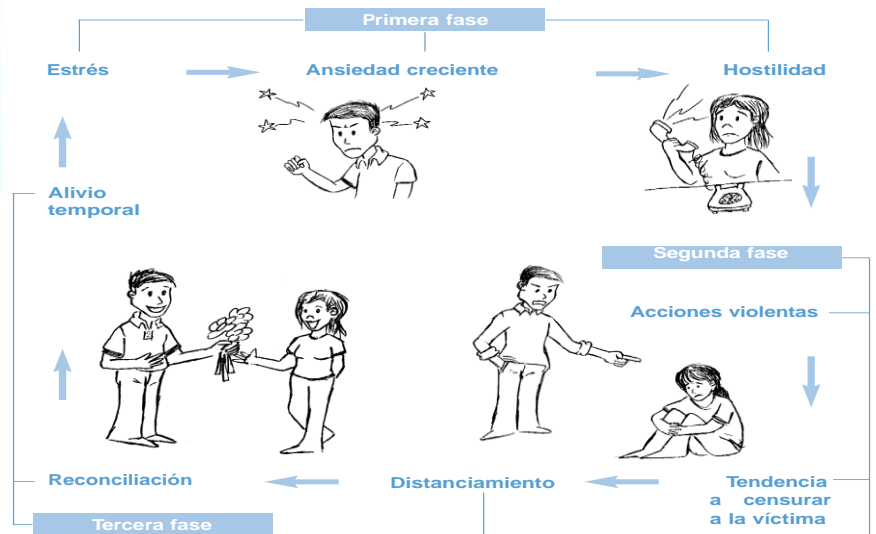 Primera fase
Estrés
Ansiedad creciente
Hostilidad
Alivio
temporal
Segunda fase
Acciones violentas
Reconciliación
Distanciamiento
Tendencia
a censurar
a la víctima
Tercera fase